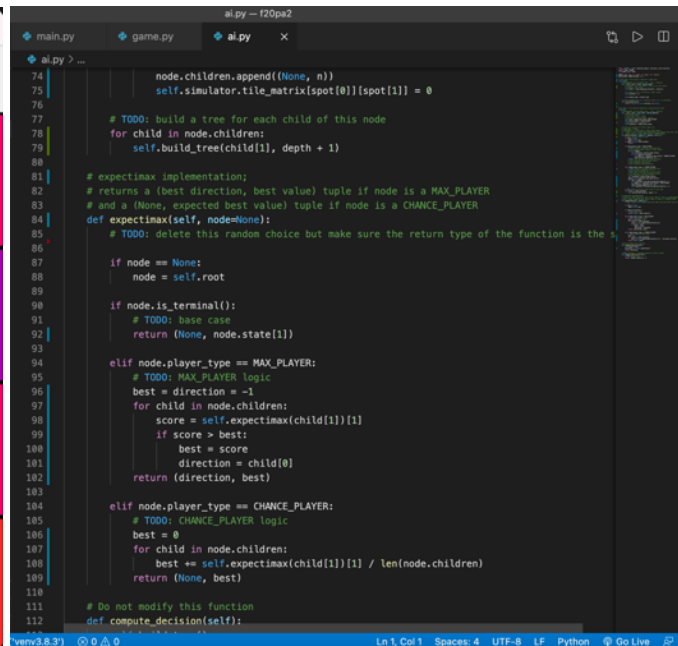 ai.py — f20pa2
main.py game.py ai.py ×
ai.py > ...
74 node.children.append((None, n))
75 self.simulator.tile_matrix[spot[0]][spot[1]] = 0
76
77 # TODO: build a tree for each child of this node
78 for child in node.children:
79 self.build_tree(child[1], depth + 1)
80
81 # expectimax implementation;
82 # returns a (best direction, best value) tuple if node is a MAX_PLAYER
83 # and a (None, expected best value) tuple if node is a CHANCE_PLAYER
84 def expectimax(self, node=None):
85 # TODO: delete this random choice but make sure the return type of the function is the s
86
87 if node == None:
88 node = self.root
89
90 if node.is_terminal():
91 # TODO: base case
92 return (None, node.state[1])
93
94 elif node.player_type == MAX_PLAYER:
95 # TODO: MAX_PLAYER logic
96 best = direction = -1
97 for child in node.children:
98 score = self.expectimax(child[1])[1]
99 if score > best:
100 best = score
101 direction = child[0]
102 return (direction, best)
103
104 elif node.player_type == CHANCE_PLAYER:
105 # TODO: CHANCE_PLAYER logic
106 best = 0
107 for child in node.children:
108 best += self.expectimax(child[1])[1] / len(node.children)
109 return (None, best)
110
111 # Do not modify this function
112 def compute_decision(self):
'venv3.8.3') 0 0 Ln 1, Col 1 Spaces: 4 UTF-8 LF Python Go Live